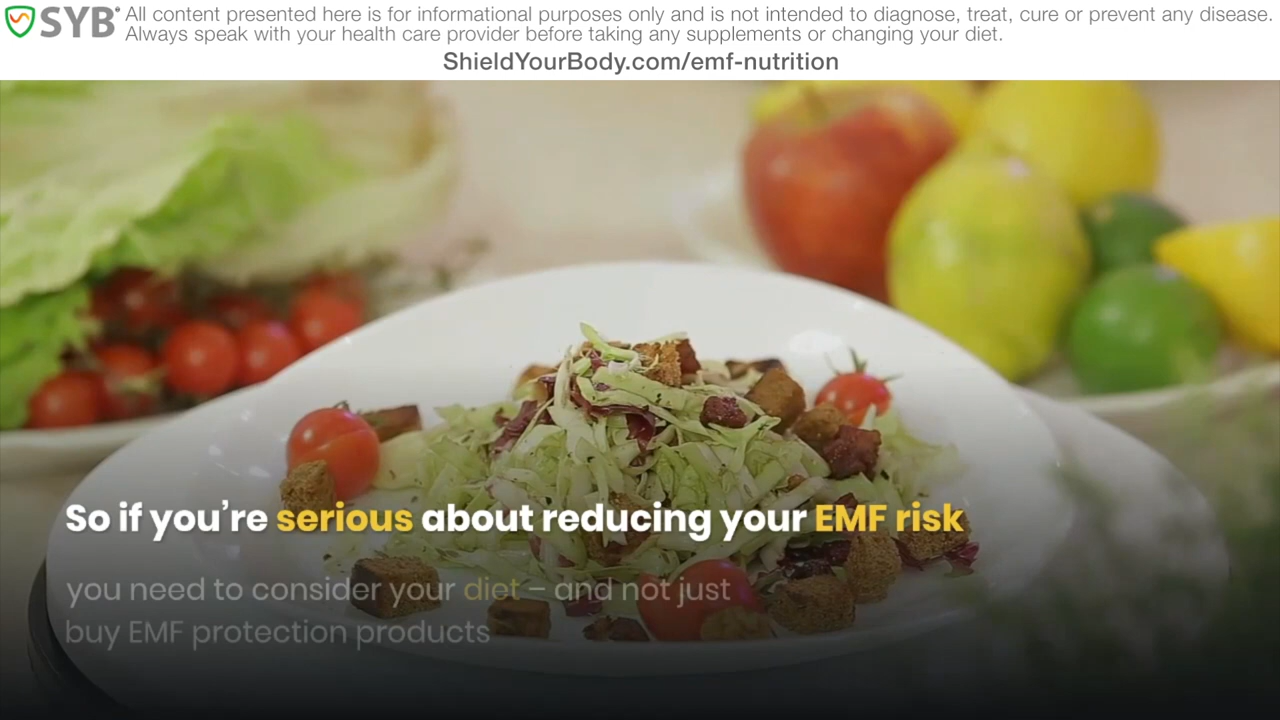 SYB® All content presented here is for informational purposes only and is not intended to diagnose, treat, cure or prevent any disease.
Always speak with your health care provider before taking any supplements or changing your diet.
ShieldYourBody.com/emf-nutrition
So if you’re serious about reducing your EMF risk
you need to consider your diet – and not just
buy EMF protection products